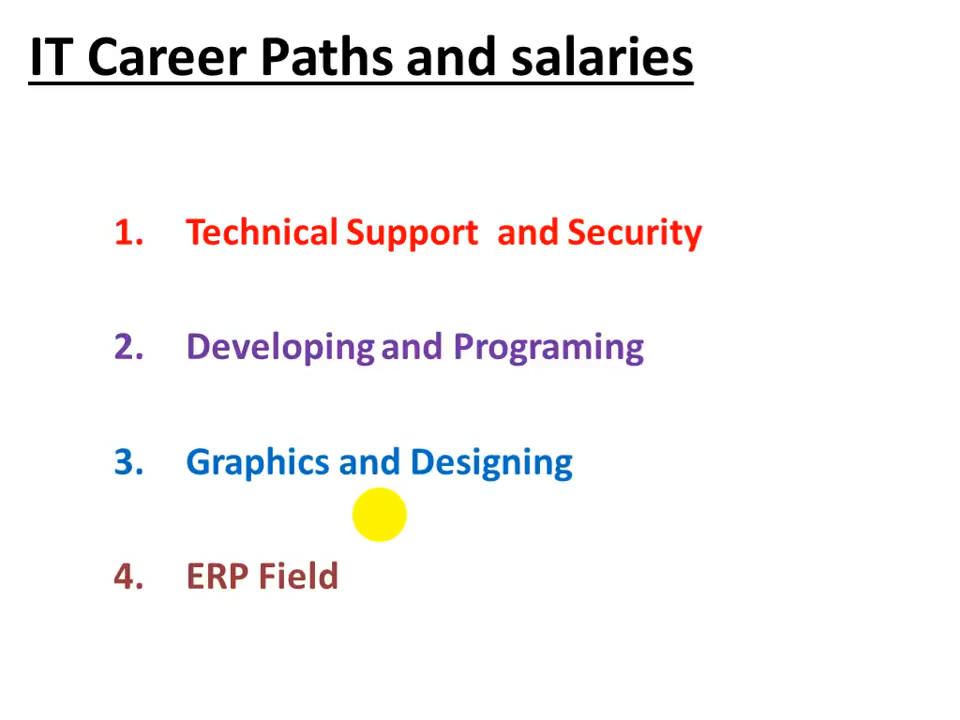 IT Career Paths and salaries
1. Technical Support and Security
2. Developing and Programing
3. Graphics and Designing
4. ERP Field